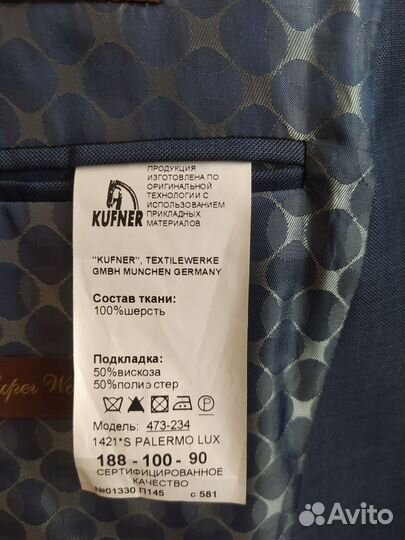 KUFNER
ПРОДУКЦИЯ
ИЗГОТОВЛЕНА ПО
ОРИГИНАЛЬНОЙ
ТЕХНОЛОГИИ С
ИСПОЛЬЗОВАНИЕМ
ПРИКЛАДНЫХ
МАТЕРИАЛОВ
"KUFNER", TEXTILEWERKE
GMBH MUNCHEN GERMANY
Состав ткани:
100%шерсть
Подкладка:
50%вискоза
50%полиэстер
Модель: 473-234
1421*S PALERMO LUX
188 - 100 - 90
СЕРТИФИЦИРОВАННОЕ
КАЧЕСТВО
№01330 П145 с 581
Avito